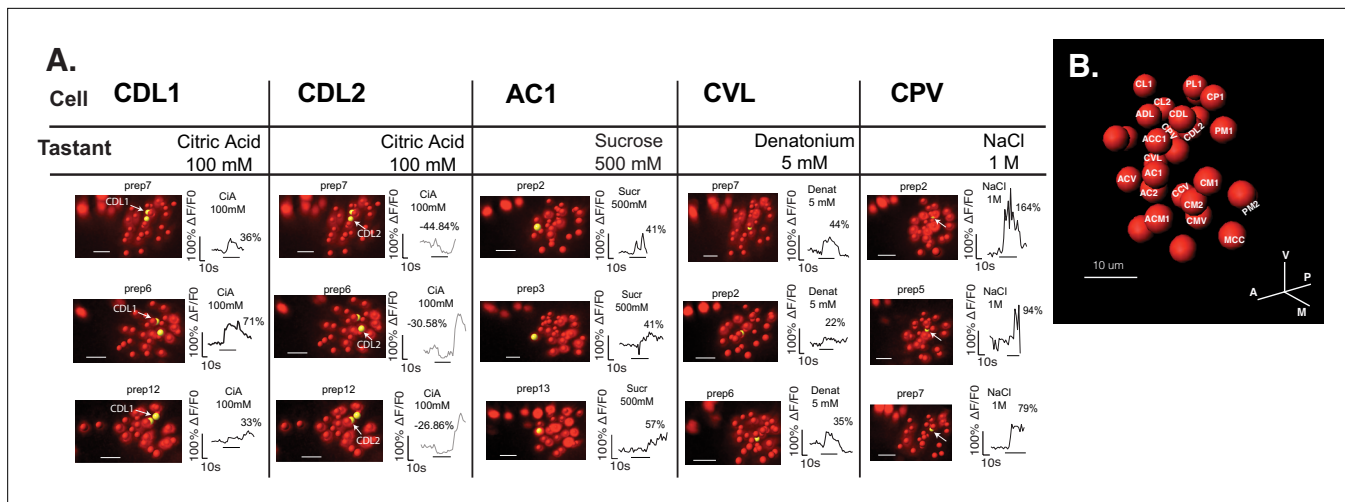 A.
Cell CDL1 CDL2 AC1 CVL CPV
Tastant Citric Acid Citric Acid Sucrose Denatonium NaCl
100 mM 100 mM 500 mM 5 mM 1 M
prep7 CDL1 CiA 100mM 36% 100% ΔF/F0 10s
prep7 CDL2 CiA 100mM -44.84% 100% ΔF/F0 10s
prep2 Sucr 500mM 41% 100% ΔF/F0 10s
prep7 Denat 5 mM 44% 100% ΔF/F0 10s
prep2 NaCl 1M 164% 100% ΔF/F0 10s
prep6 CDL1 CiA 100mM 71% 100% ΔF/F0 10s
prep6 CDL2 CiA 100mM -30.58% 100% ΔF/F0 10s
prep3 Sucr 500mM 41% 100% ΔF/F0 10s
prep2 Denat 5 mM 22% 100% ΔF/F0 10s
prep5 NaCl 1M 94% 100% ΔF/F0 10s
prep12 CDL1 CiA 100mM 33% 100% ΔF/F0 10s
prep12 CDL2 CiA 100mM -26.86% 100% ΔF/F0 10s
prep13 Sucr 500mM 57% 100% ΔF/F0 10s
prep6 Denat 5 mM 35% 100% ΔF/F0 10s
prep7 NaCl 1M 79% 100% ΔF/F0 10s
B.
CL1 PL1
CL2 CP1
ADL CDL
CPV CDL2 PM1
ACC1
CVL
ACV AC1 CM1
AC2 CCV CM2 PM2
ACM1 CMV
MCC
10 um
V
A P
M